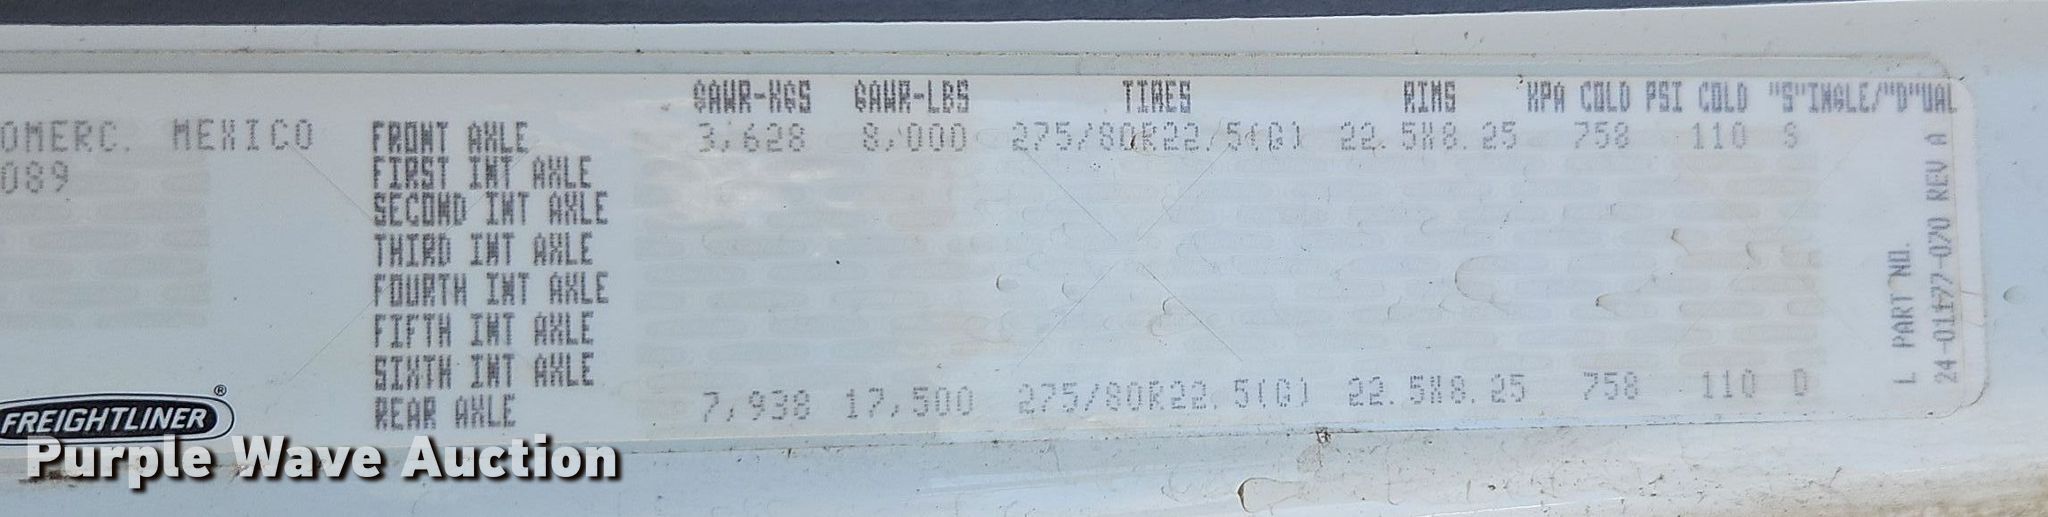 GAWR-KGS GAWR-LBS TIRES RIMS KPA COLD PSI COLD "S"INGLE/"D"UAL
OMERC. MEXICO FRONT AXLE 3,628 8,000 275/80R22/5(G) 22.5X8.25 758 110 S
089 FIRST INT AXLE
SECOND INT AXLE
THIRD INT AXLE
FOURTH INT AXLE
FIFTH INT AXLE
SIXTH INT AXLE
REAR AXLE 7,938 17,500 275/80R22.5(G) 22.5X8.25 758 110 D
L PART NO.
24-01477-070 REV A
FREIGHTLINER®
Purple Wave Auction